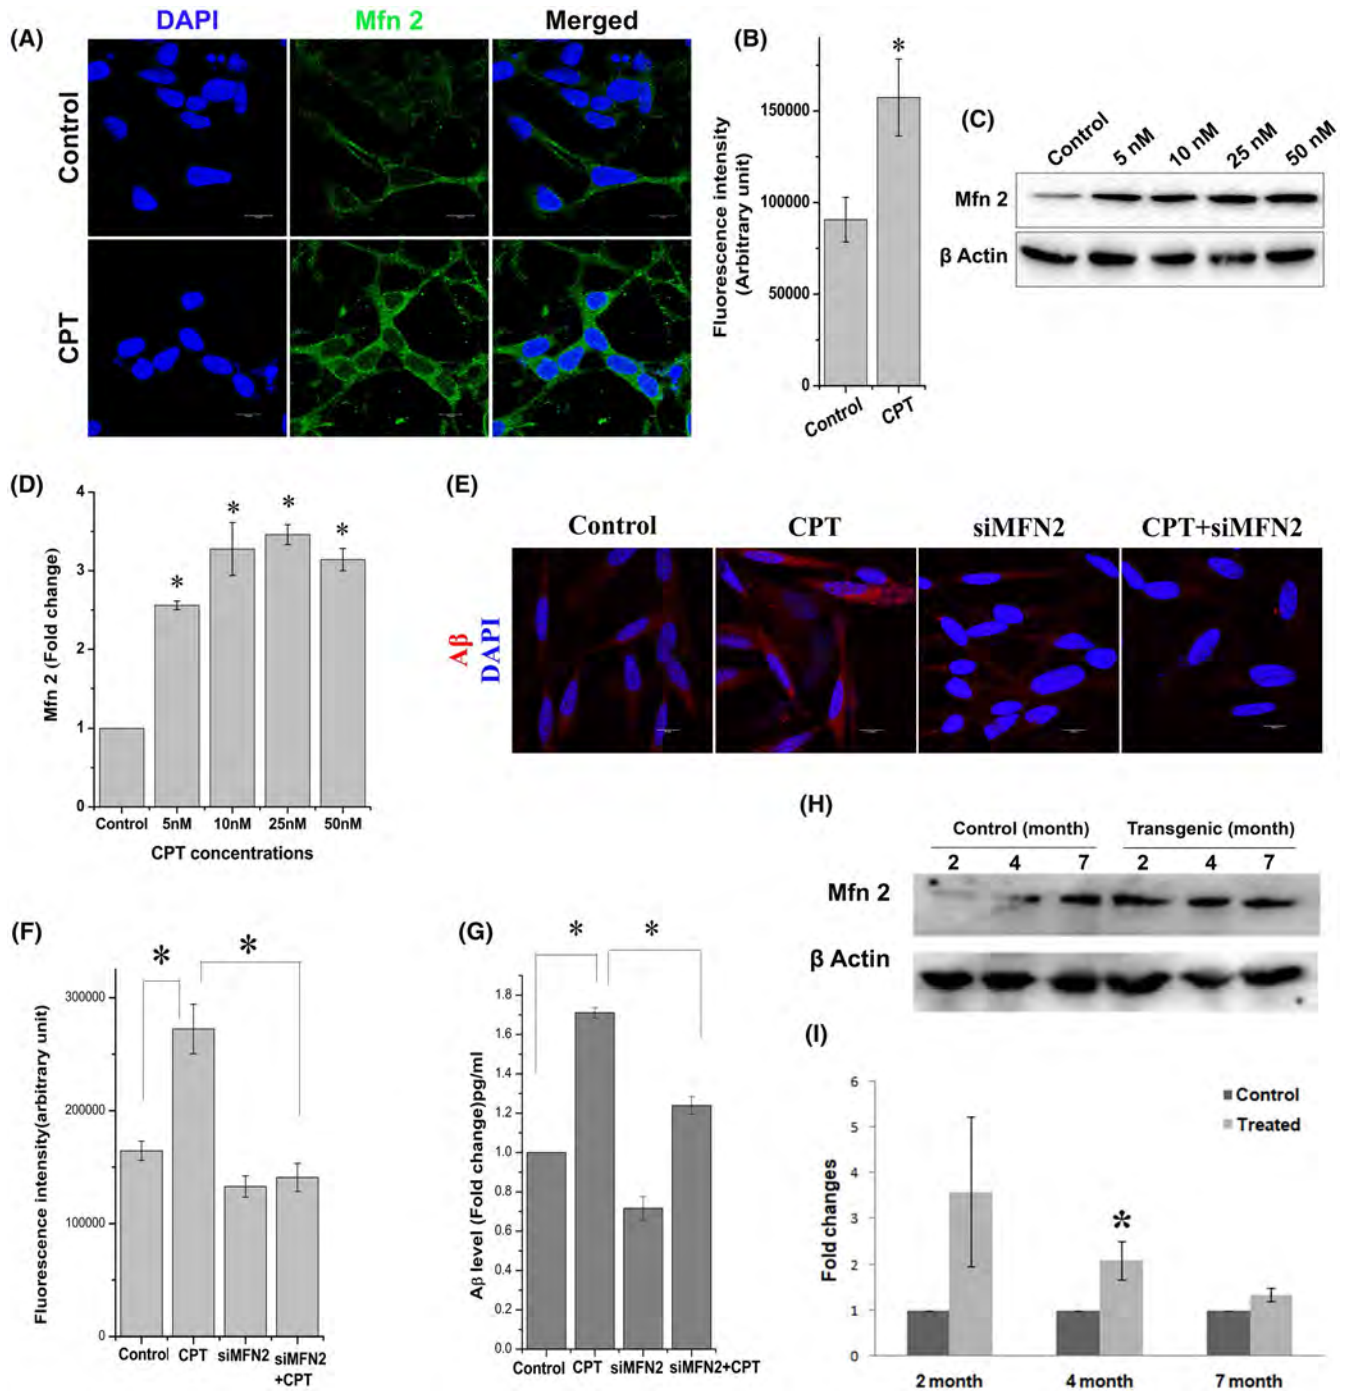 (A)
DAPI
Mfn 2
Merged
Control
CPT
(B)
Fluorescence intensity
(Arbitrary unit)
150000
100000
50000
0
*
Control
CPT
(C)
Control
5 nM
10 nM
25 nM
50 nM
Mfn 2
β Actin
(D)
Mfn 2 (Fold change)
4
3
2
1
0
*
*
*
*
Control
5nM
10nM
25nM
50nM
CPT concentrations
(E)
Control
CPT
siMFN2
CPT+siMFN2
Aβ
DAPI
(F)
Fluorescence intensity(arbitrary unit)
300000
200000
100000
0
*
*
Control
CPT
siMFN2
siMFN2
+CPT
(G)
Aβ level (Fold change)pg/ml
1.8
1.6
1.4
1.2
1.0
0.8
0.6
0.4
0.2
0.0
*
*
Control
CPT
siMFN2
siMFN2+CPT
(H)
Control (month)
Transgenic (month)
2
4
7
2
4
7
Mfn 2
β Actin
(I)
Fold changes
6
5
4
3
2
1
0
Control
Treated
*
2 month
4 month
7 month